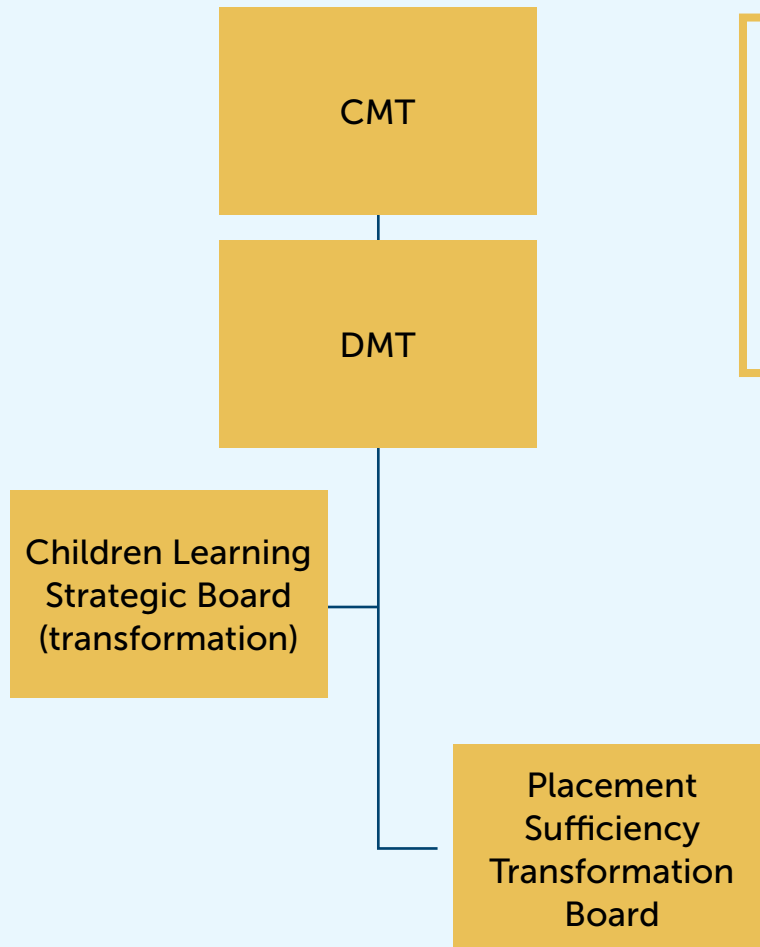 CMT
DMT
Children Learning
Strategic Board
(transformation)
Placement
Sufficiency
Transformation
Board